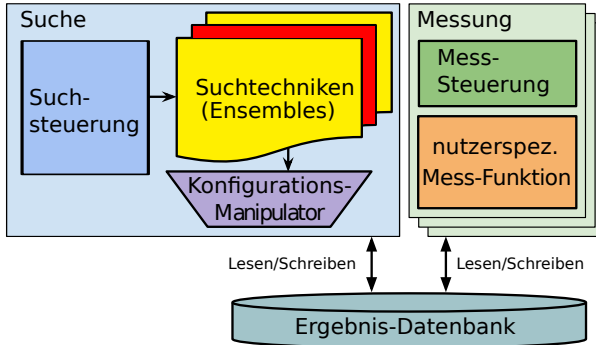 Suche
Such-
steuerung
Suchtechniken
(Ensembles)
Konfigurations-
Manipulator
Messung
Mess-
Steuerung
nutzerspez.
Mess-Funktion
Lesen/Schreiben
Lesen/Schreiben
Ergebnis-Datenbank